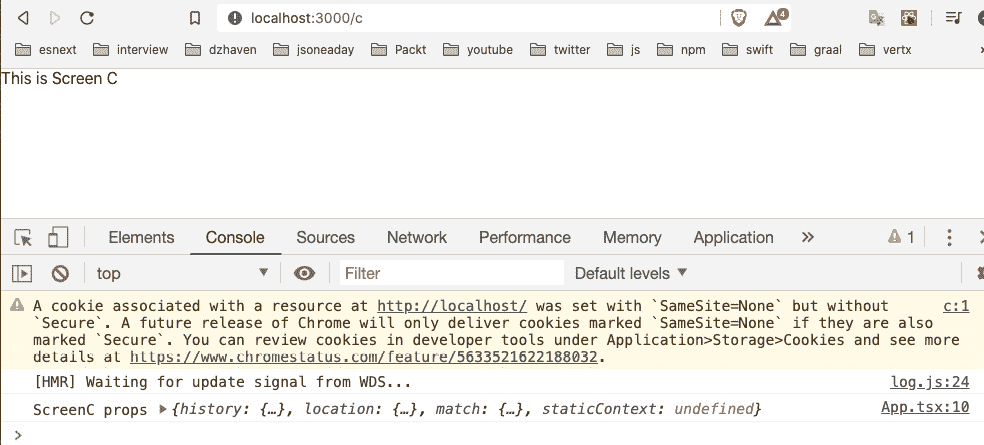 localhost:3000/c
4
esnext interview dzhaven jsoneaday Packt youtube twitter js npm swift graal vertx
This is Screen C
Elements Console Sources Network Performance Memory Application 1
top Filter Default levels
A cookie associated with a resource at http://localhost/ was set with `SameSite=None` but without c:1
`Secure`. A future release of Chrome will only deliver cookies marked `SameSite=None` if they are also
marked `Secure`. You can review cookies in developer tools under Application>Storage>Cookies and see more
details at https://www.chromestatus.com/feature/5633521622188032.
[HMR] Waiting for update signal from WDS... log.js:24
ScreenC props {history: {…}, location: {…}, match: {…}, staticContext: undefined} App.tsx:10